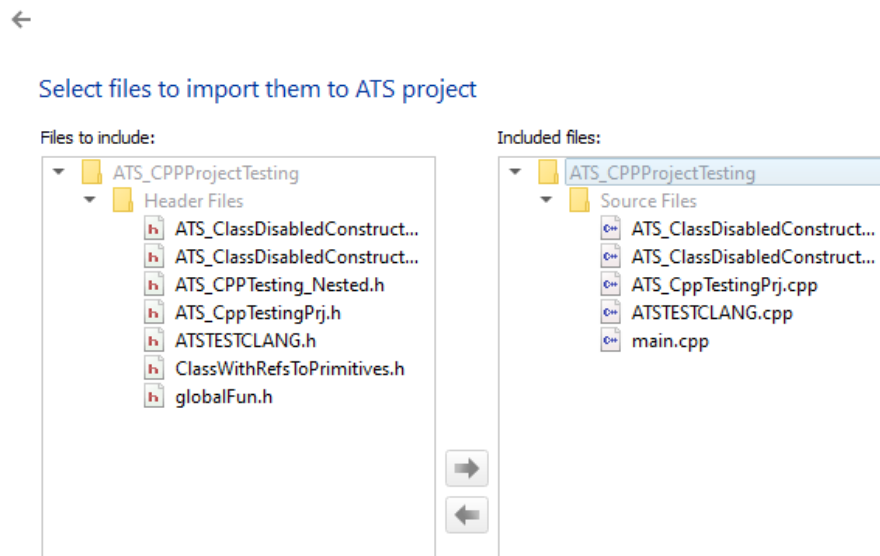 Select files to import them to ATS project
Files to include:
ATS_CPPProjectTesting
Header Files
ATS_ClassDisabledConstruct...
ATS_ClassDisabledConstruct...
ATS_CPPTesting_Nested.h
ATS_CppTestingPrj.h
ATSTESTCLANG.h
ClassWithRefsToPrimitives.h
globalFun.h
Included files:
ATS_CPPProjectTesting
Source Files
ATS_ClassDisabledConstruct...
ATS_ClassDisabledConstruct...
ATS_CppTestingPrj.cpp
ATSTESTCLANG.cpp
main.cpp